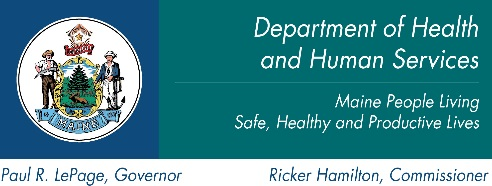 Department of Health
and Human Services
Maine People Living
Safe, Healthy and Productive Lives
MAINE
Paul R. LePage, Governor
Ricker Hamilton, Commissioner